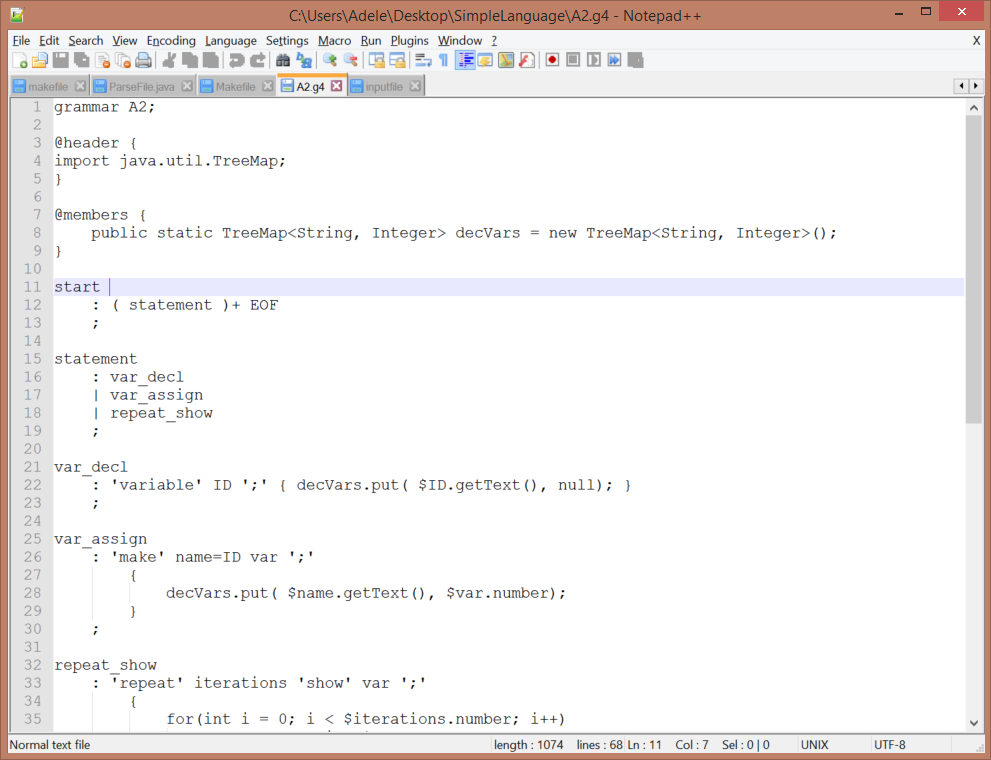 C:\Users\Adele\Desktop\SimpleLanguage\A2.g4 - Notepad++
File Edit Search View Encoding Language Settings Macro Run Plugins Window ? X
makefile ParseFile.java Makefile A2.g4 inputfile
1 grammar A2;
2
3 @header {
4 import java.util.TreeMap;
5 }
6
7 @members {
8     public static TreeMap<String, Integer> decVars = new TreeMap<String, Integer>();
9 }
10
11 start
12     : ( statement )+ EOF
13     ;
14
15 statement
16     : var_decl
17     | var_assign
18     | repeat_show
19     ;
20
21 var_decl
22     : 'variable' ID ';' { decVars.put( $ID.getText(), null); }
23     ;
24
25 var_assign
26     : 'make' name=ID var ';'
27         {
28             decVars.put( $name.getText(), $var.number);
29         }
30     ;
31
32 repeat_show
33     : 'repeat' iterations 'show' var ';'
34         {
35             for(int i = 0; i < $iterations.number; i++)
Normal text file length : 1074 lines : 68 Ln : 11 Col : 7 Sel : 0 | 0 UNIX UTF-8